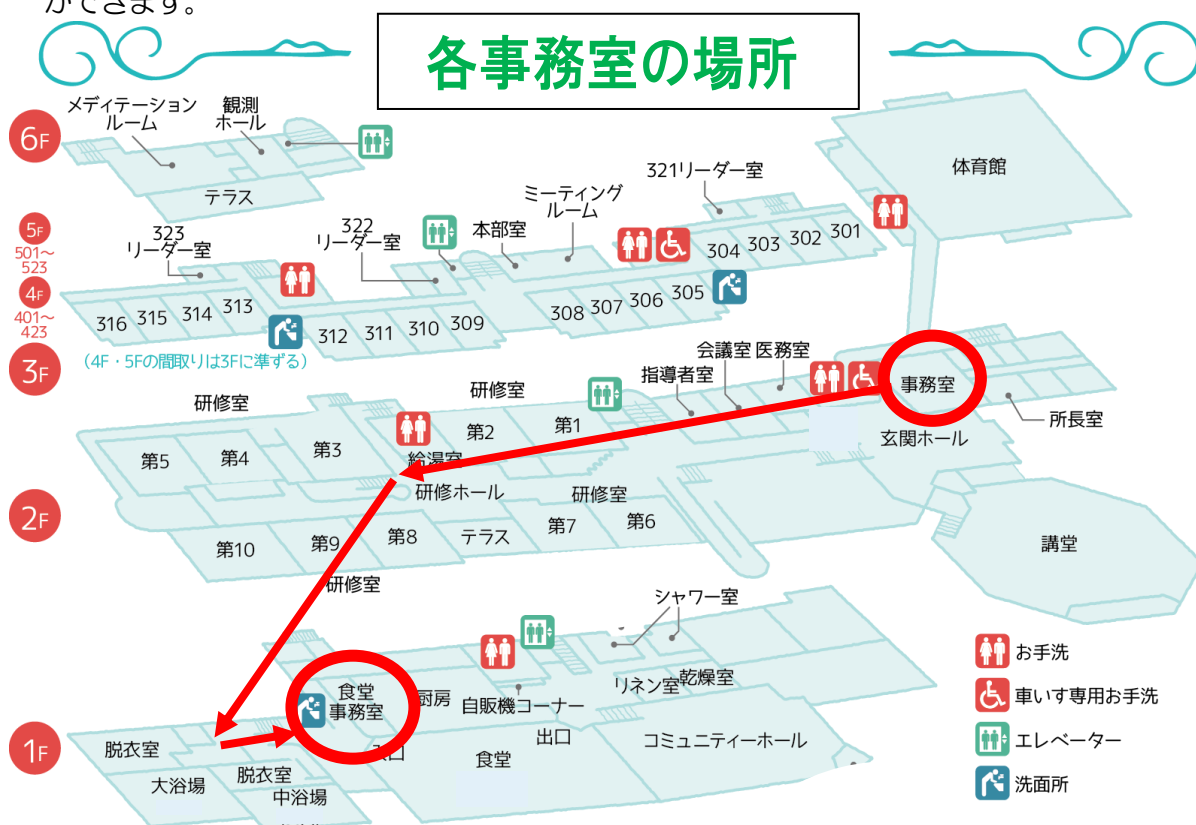 ができます。
各事務室の場所
6F
メディテーション
ルーム
観測
ホール
テラス
体育館
5F
501〜
523
4F
401〜
423
3F
323
リーダー室
322
リーダー室
本部室
ミーティング
ルーム
321リーダー室
304
303
302
301
316
315
314
313
312
311
310
309
308
307
306
305
(4F・5Fの間取りは3Fに準ずる)
2F
研修室
研修室
指導者室
会議室
医務室
事務室
所長室
玄関ホール
第5
第4
第3
第2
第1
給湯室
研修ホール
研修室
第10
第9
第8
テラス
第7
第6
研修室
講堂
1F
シャワー室
食堂
事務室
厨房
自販機コーナー
リネン室
乾燥室
出口
入口
食堂
コミュニティーホール
脱衣室
大浴場
脱衣室
中浴場
お手洗
車いす専用お手洗
エレベーター
洗面所